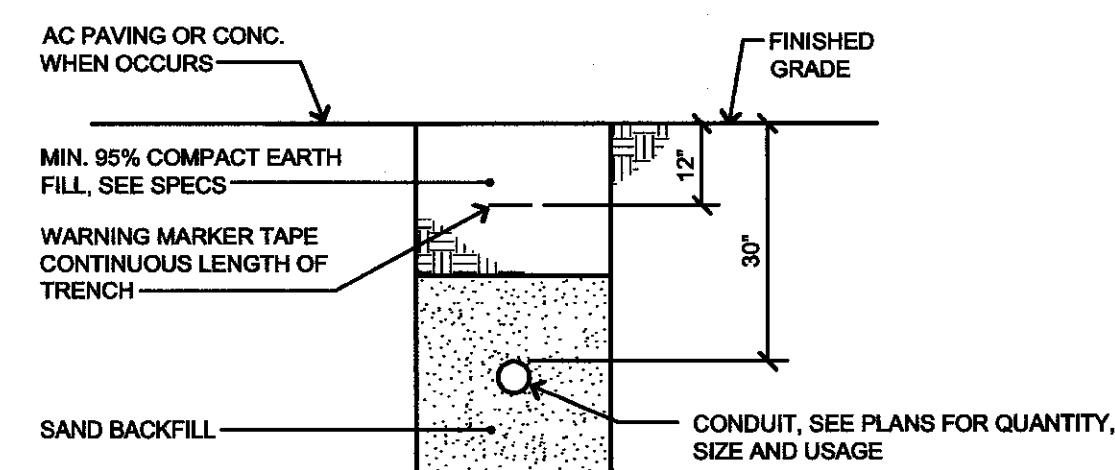 AC PAVING OR CONC.
WHEN OCCURS
FINISHED
GRADE
MIN. 95% COMPACT EARTH
FILL, SEE SPECS
12"
WARNING MARKER TAPE
CONTINUOUS LENGTH OF
TRENCH
30"
SAND BACKFILL
CONDUIT, SEE PLANS FOR QUANTITY,
SIZE AND USAGE